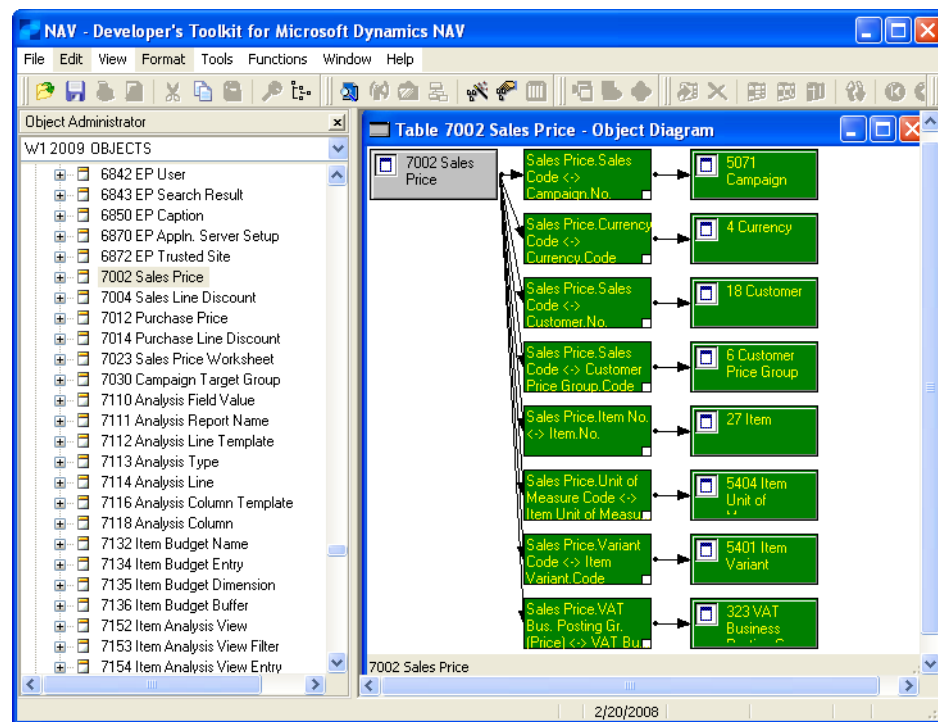 NAV - Developer's Toolkit for Microsoft Dynamics NAV
File Edit View Format Tools Functions Window Help
Object Administrator
W1 2009 OBJECTS
6842 EP User
6843 EP Search Result
6850 EP Caption
6870 EP Appln. Server Setup
6872 EP Trusted Site
7002 Sales Price
7004 Sales Line Discount
7012 Purchase Price
7014 Purchase Line Discount
7023 Sales Price Worksheet
7030 Campaign Target Group
7110 Analysis Field Value
7111 Analysis Report Name
7112 Analysis Line Template
7113 Analysis Type
7114 Analysis Line
7116 Analysis Column Template
7118 Analysis Column
7132 Item Budget Name
7134 Item Budget Entry
7135 Item Budget Dimension
7136 Item Budget Buffer
7152 Item Analysis View
7153 Item Analysis View Filter
7154 Item Analysis View Entry
Table 7002 Sales Price - Object Diagram
7002 Sales
Price
Sales Price.Sales
Code <->
Campaign.No.
5071
Campaign
Sales Price.Currency
Code <->
Currency.Code
4 Currency
Sales Price.Sales
Code <->
Customer.No.
18 Customer
Sales Price.Sales
Code <-> Customer
Price Group.Code
6 Customer
Price Group
Sales Price.Item No.
<-> Item.No.
27 Item
Sales Price.Unit of
Measure Code <->
Item Unit of Measu
5404 Item
Unit of
Sales Price.Variant
Code <-> Item
Variant.Code
5401 Item
Variant
Sales Price.VAT
Bus. Posting Gr.
(Price) <-> VAT Bu
323 VAT
Business
7002 Sales Price
2/20/2008